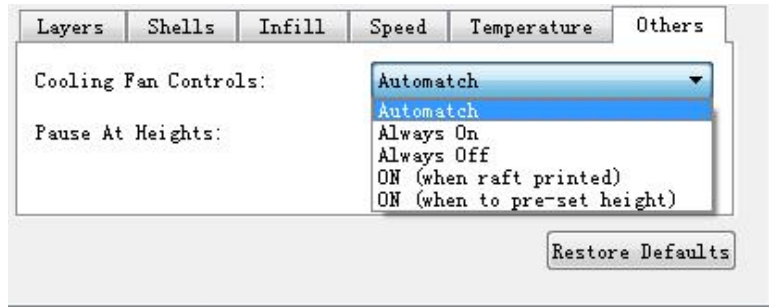 Layers Shells Infill Speed Temperature Others
Cooling Fan Controls: Automatch
Automatch
Pause At Heights: Always On
Always Off
ON (when raft printed)
ON (when to pre-set height)
Restore Defaults